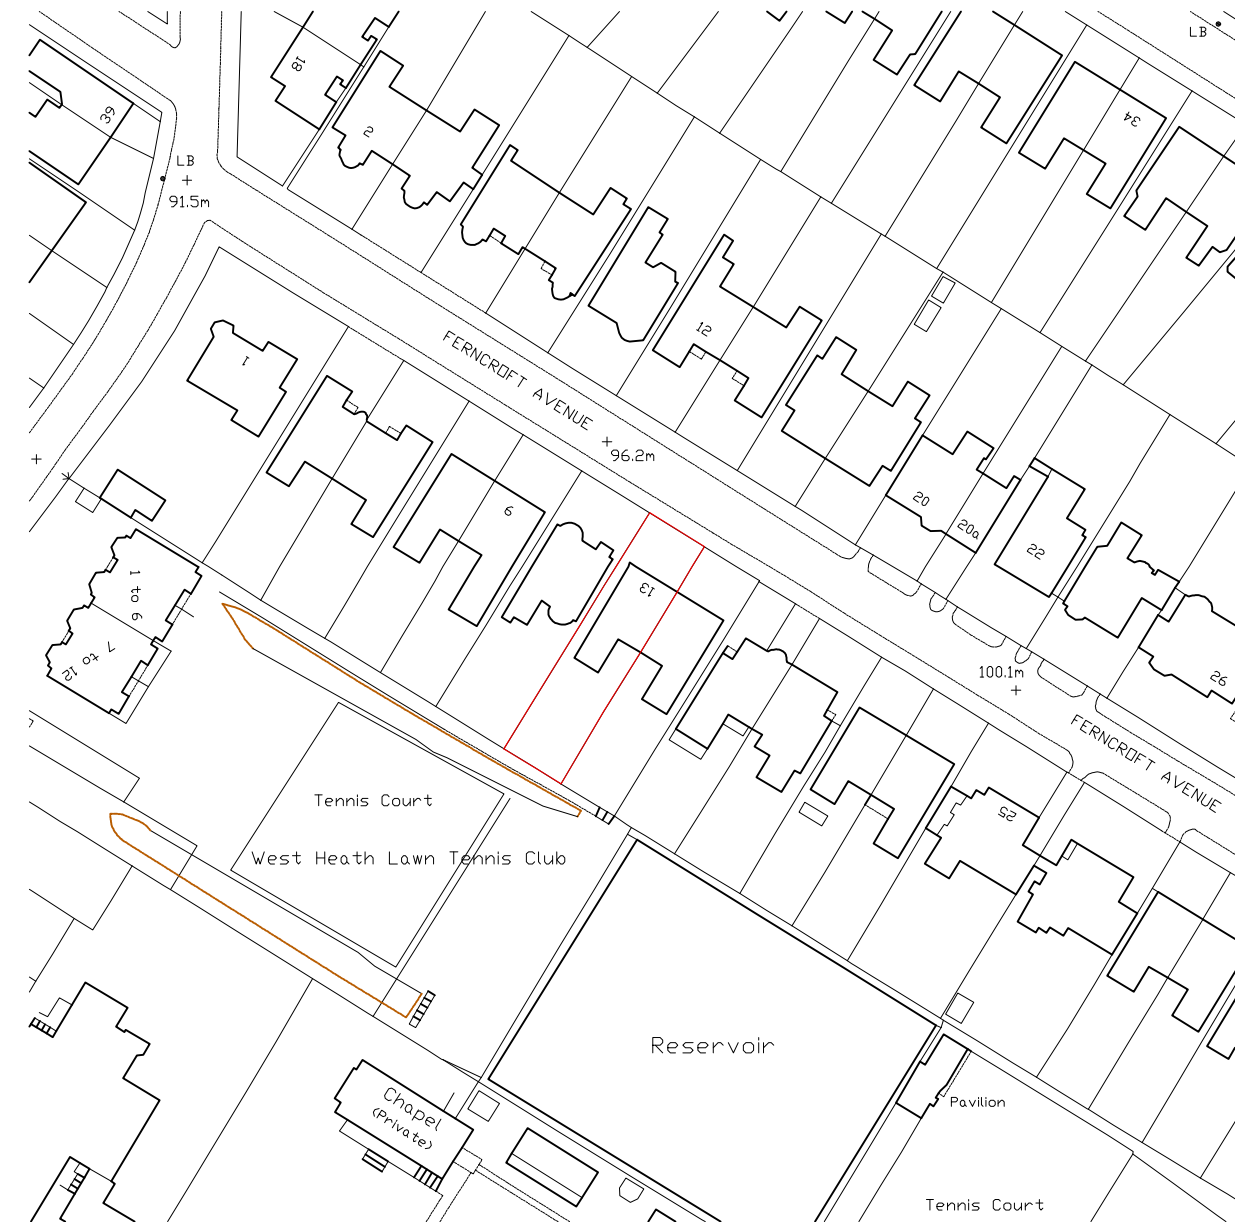 LB
18
39
2
34
LB
91.5m
12
FERNCROFT AVENUE
1
96.2m
9
20
20a
22
13
1 to 6
7 to 12
100.1m
26
FERNCROFT AVENUE
Tennis Court
25
West Heath Lawn Tennis Club
Reservoir
Chapel
(Private)
Pavilion
Tennis Court